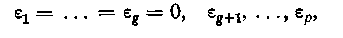 ε₁ = … = ε_g = 0, ε_{g+1}, …, ε_p,